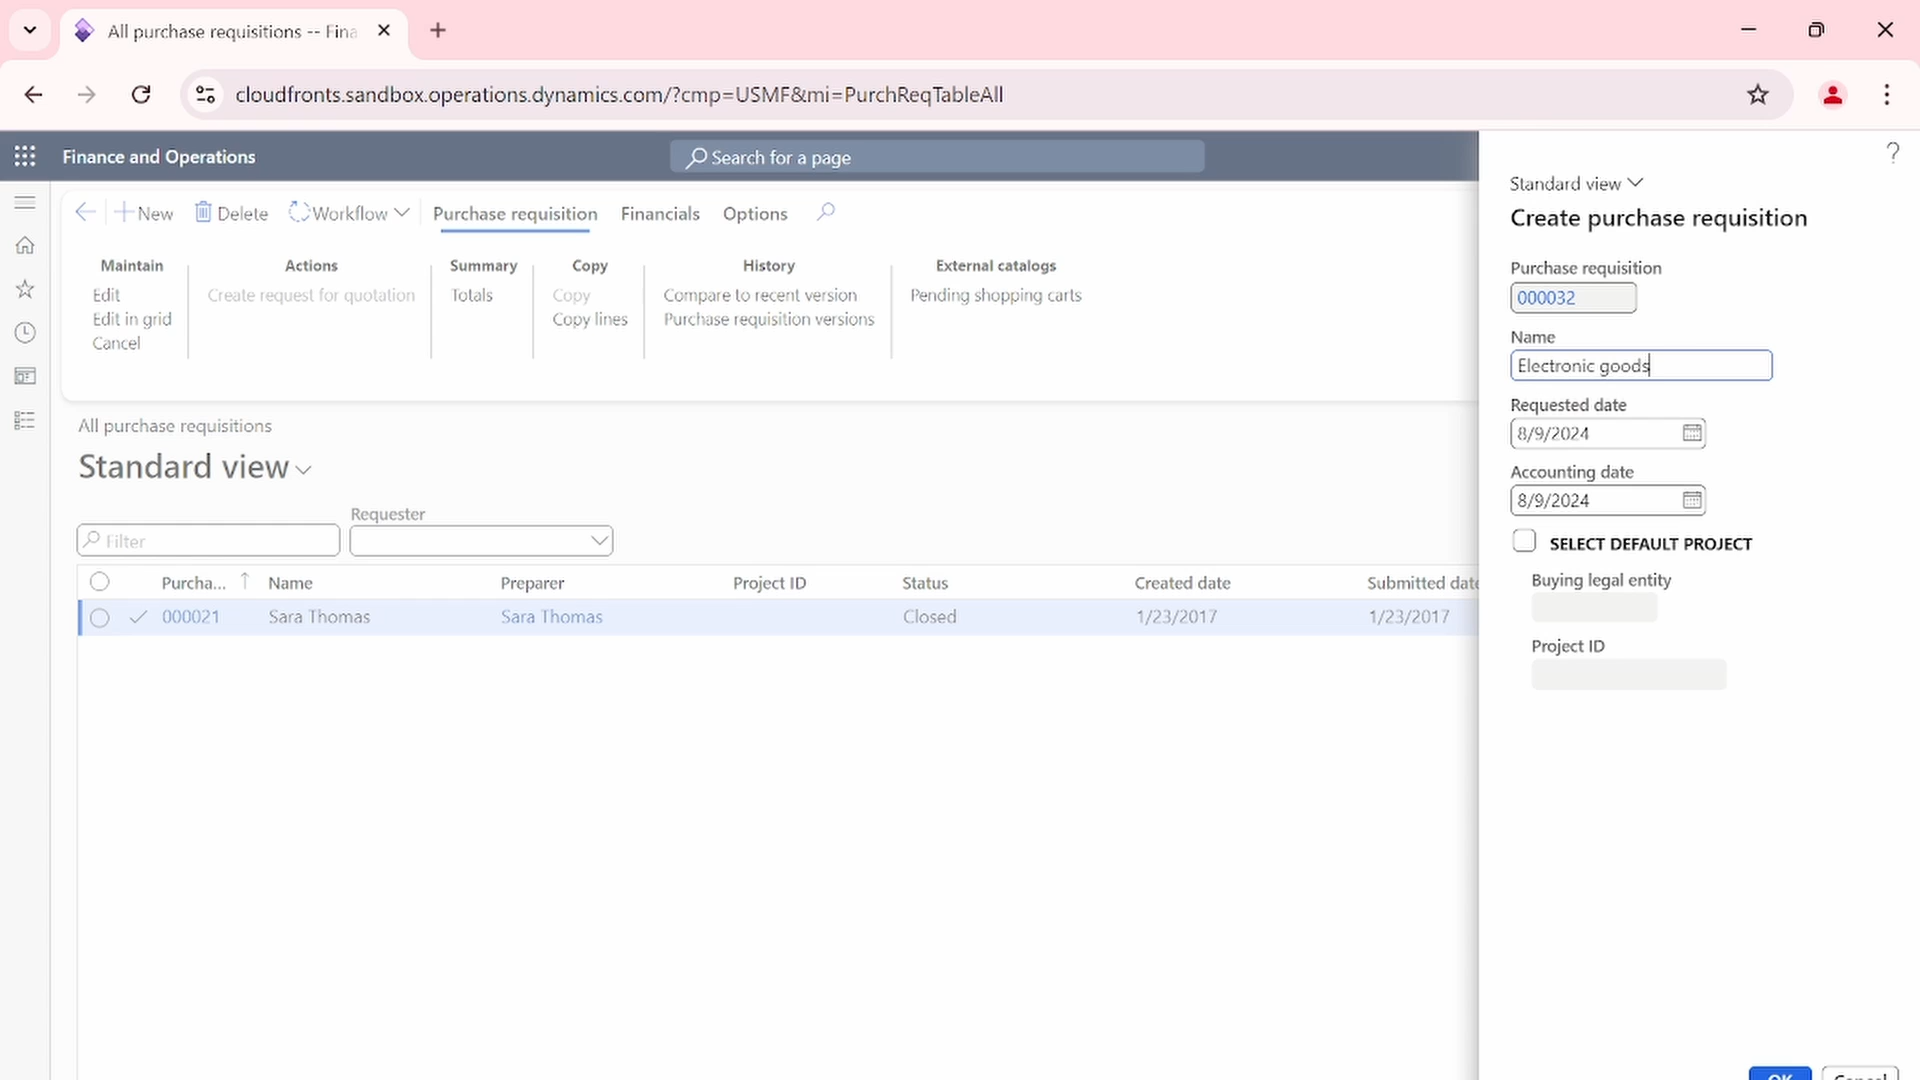 All purchase requisitions -- Fina
cloudfronts.sandbox.operations.dynamics.com/?cmp=USMF&mi=PurchReqTableAll
Finance and Operations
Search for a page
New Delete Workflow Purchase requisition Financials Options
Maintain
Edit
Edit in grid
Cancel
Actions
Create request for quotation
Summary
Totals
Copy
Copy
Copy lines
History
Compare to recent version
Purchase requisition versions
External catalogs
Pending shopping carts
All purchase requisitions
Standard view
Filter
Requester
Purcha... Name Preparer Project ID Status Created date Submitted date
000021 Sara Thomas Sara Thomas Closed 1/23/2017 1/23/2017
?
Standard view
Create purchase requisition
Purchase requisition
000032
Name
Electronic goods
Requested date
8/9/2024
Accounting date
8/9/2024
SELECT DEFAULT PROJECT
Buying legal entity
Project ID
OK Cancel